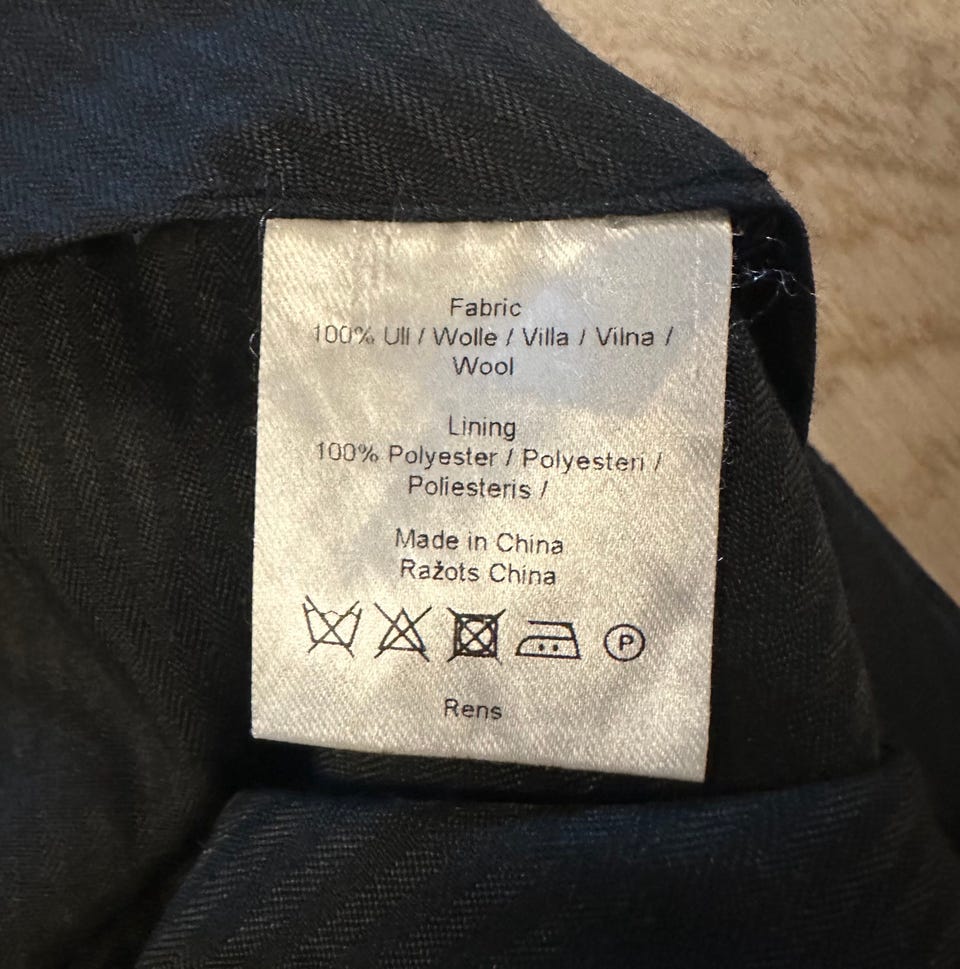 Fabric
100% Ull / Wolle / Villa / Vilna /
Wool
Lining
100% Polyester / Polyesteri /
Poliesteris /
Made in China
Ražots China
P
Rens